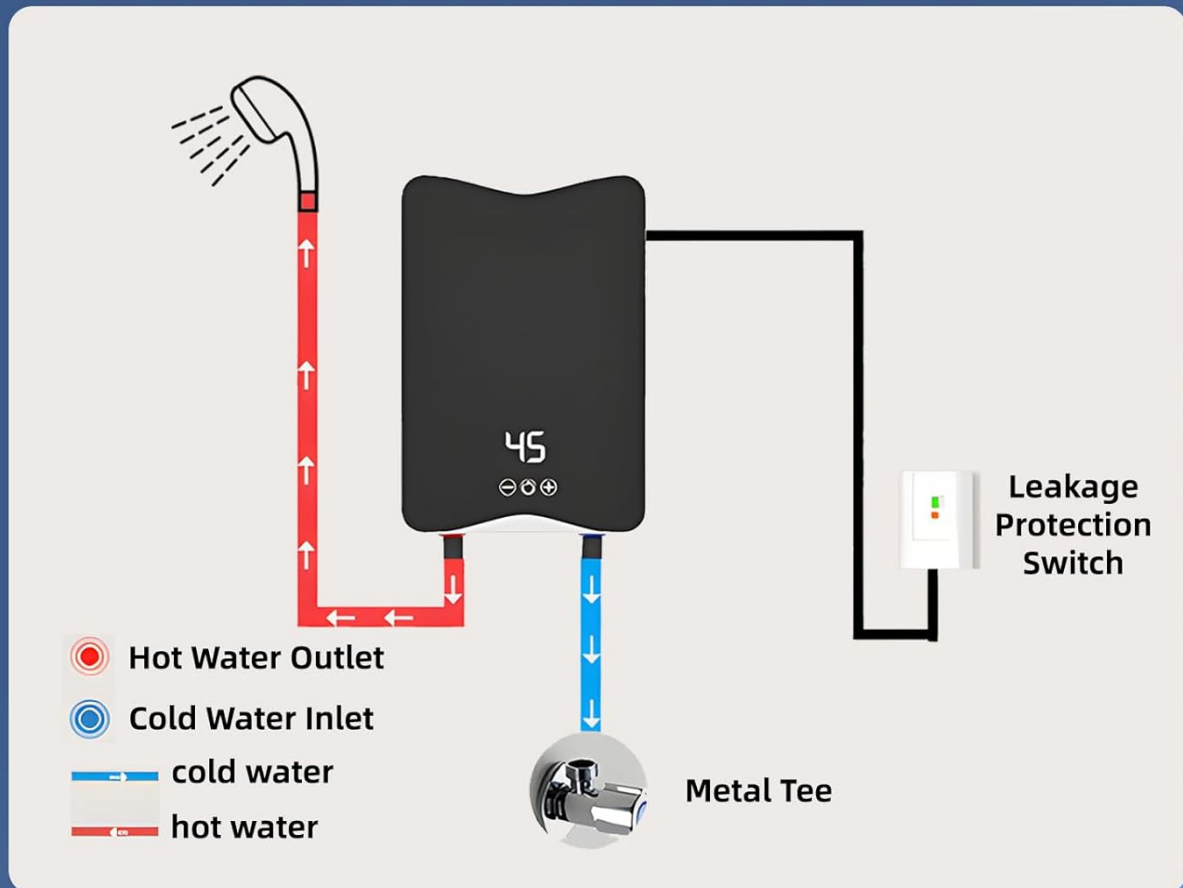 45
Leakage
Protection
Switch
Hot Water Outlet
Cold Water Inlet
cold water
hot water
Metal Tee